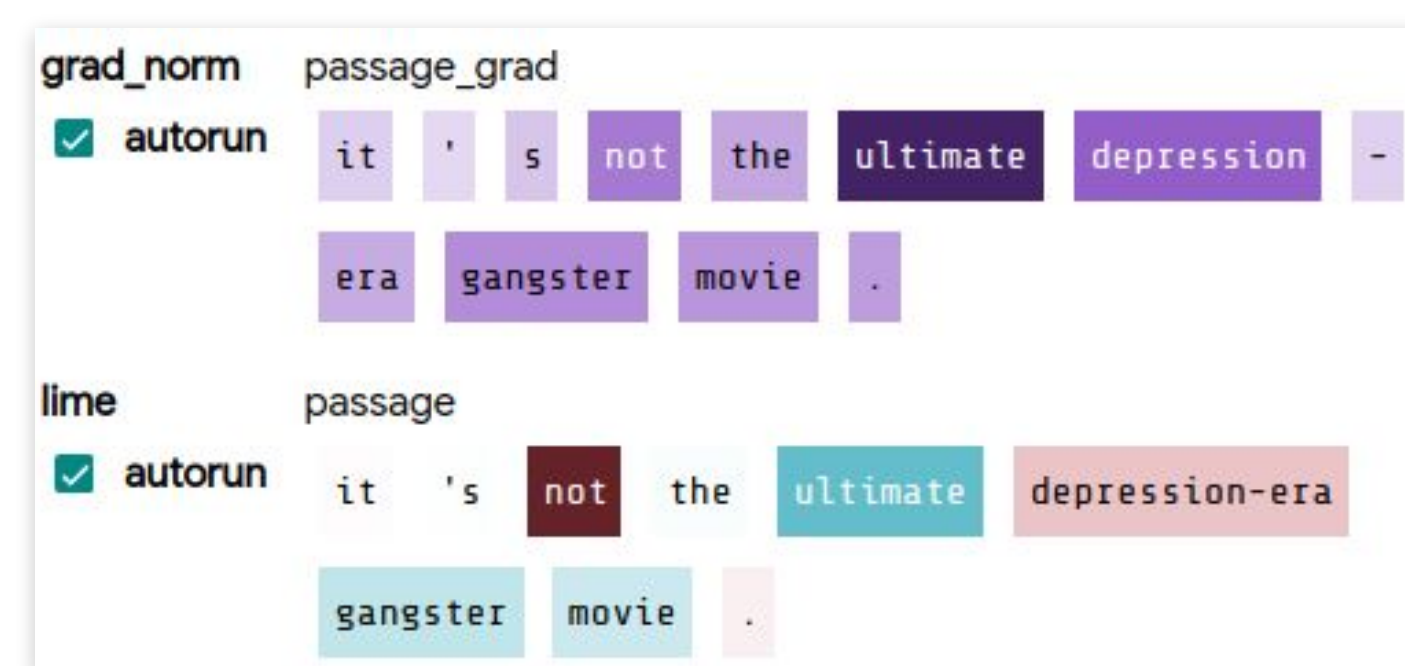 grad_norm passage_grad
autorun it ' s not the ultimate depression -
era gangster movie .
lime passage
autorun it 's not the ultimate depression-era
gangster movie .